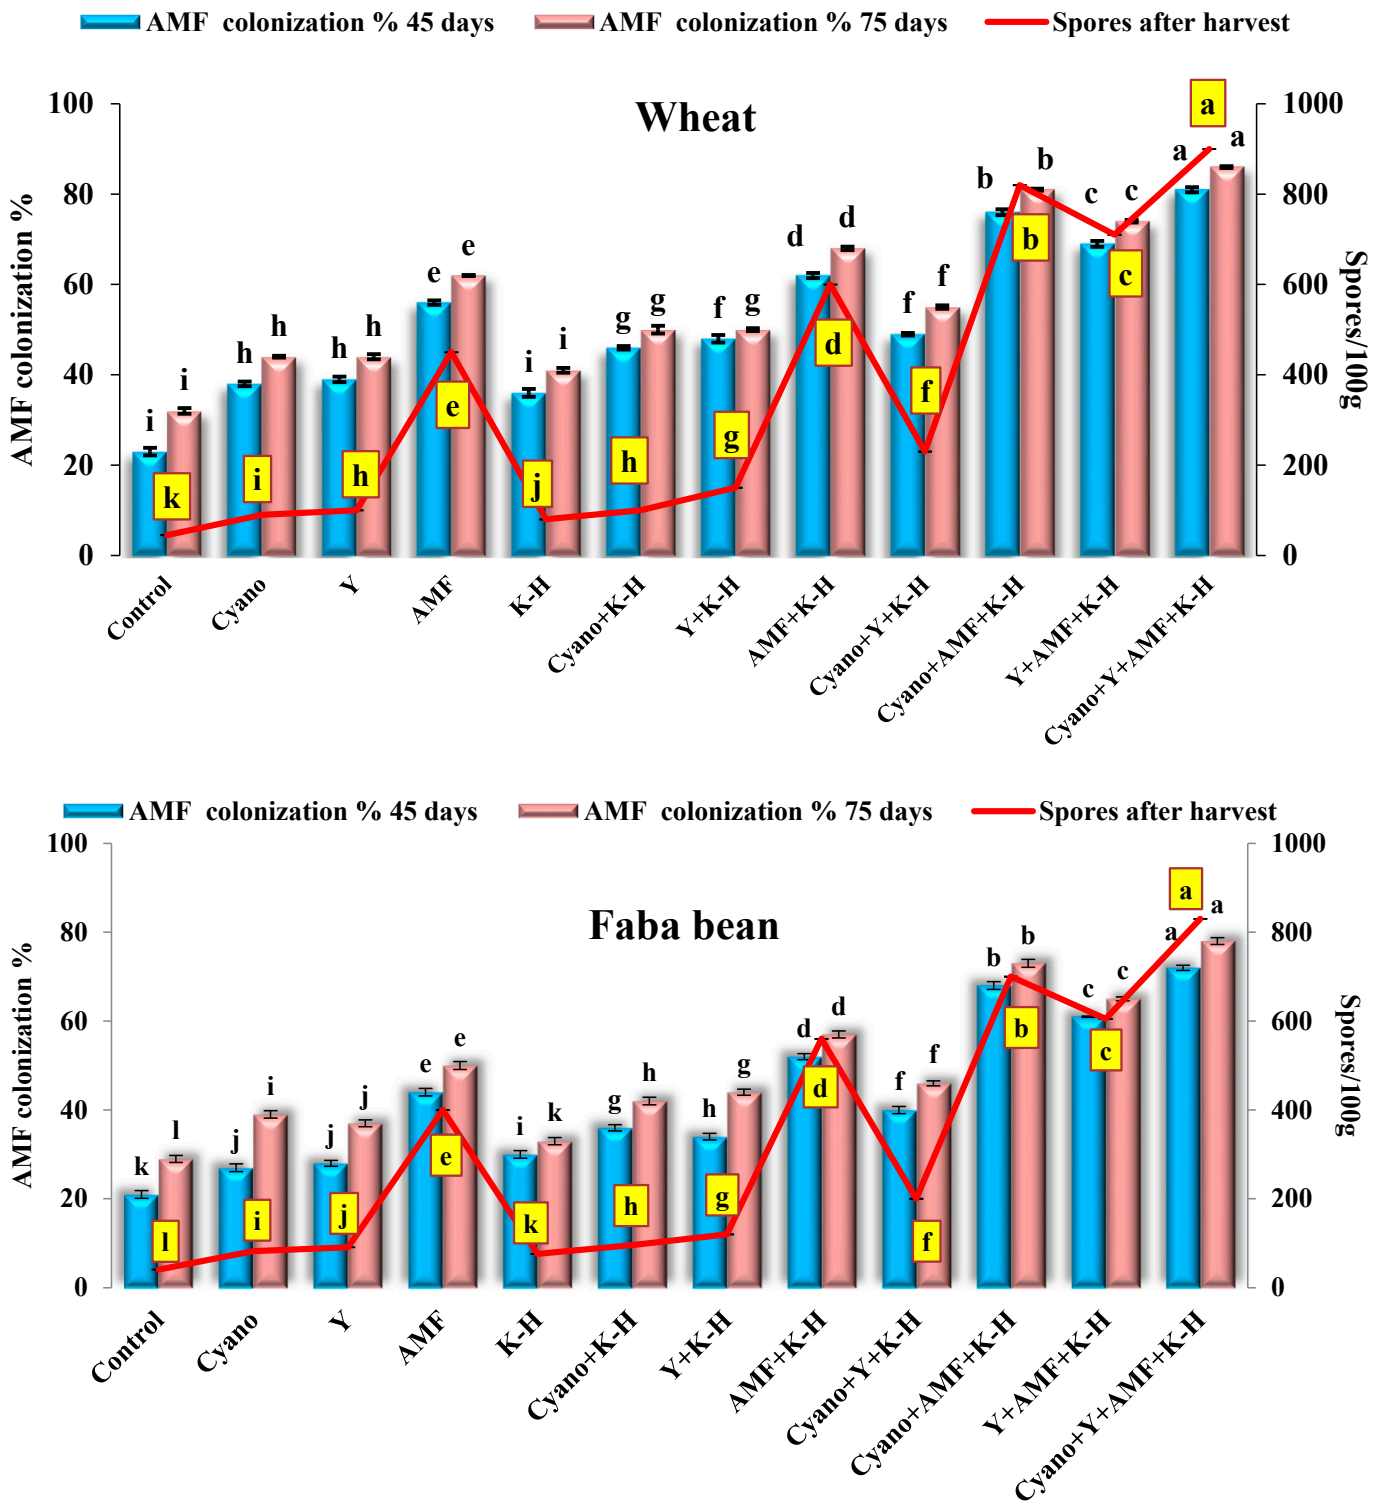 AMF colonization % 45 days AMF colonization % 75 days Spores after harvest
Wheat
AMF colonization %
100
80
60
40
20
0
1000
800
600
400
200
0
Spores/100g
i i h h h h e e i i g g f g d d f f b b c c a a
k i h e j h g d f b c a
Control Cyano Y AMF K-H Cyano+K-H Y+K-H AMF+K-H Cyano+Y+K-H Cyano+AMF+K-H Y+AMF+K-H Cyano+Y+AMF+K-H
AMF colonization % 45 days AMF colonization % 75 days Spores after harvest
Faba bean
AMF colonization %
100
80
60
40
20
0
1000
800
600
400
200
0
Spores/100g
k l j i j j e e i k g h h g d d f f b b c c a a
l i j e k h g d f b c a
Control Cyano Y AMF K-H Cyano+K-H Y+K-H AMF+K-H Cyano+Y+K-H Cyano+AMF+K-H Y+AMF+K-H Cyano+Y+AMF+K-H